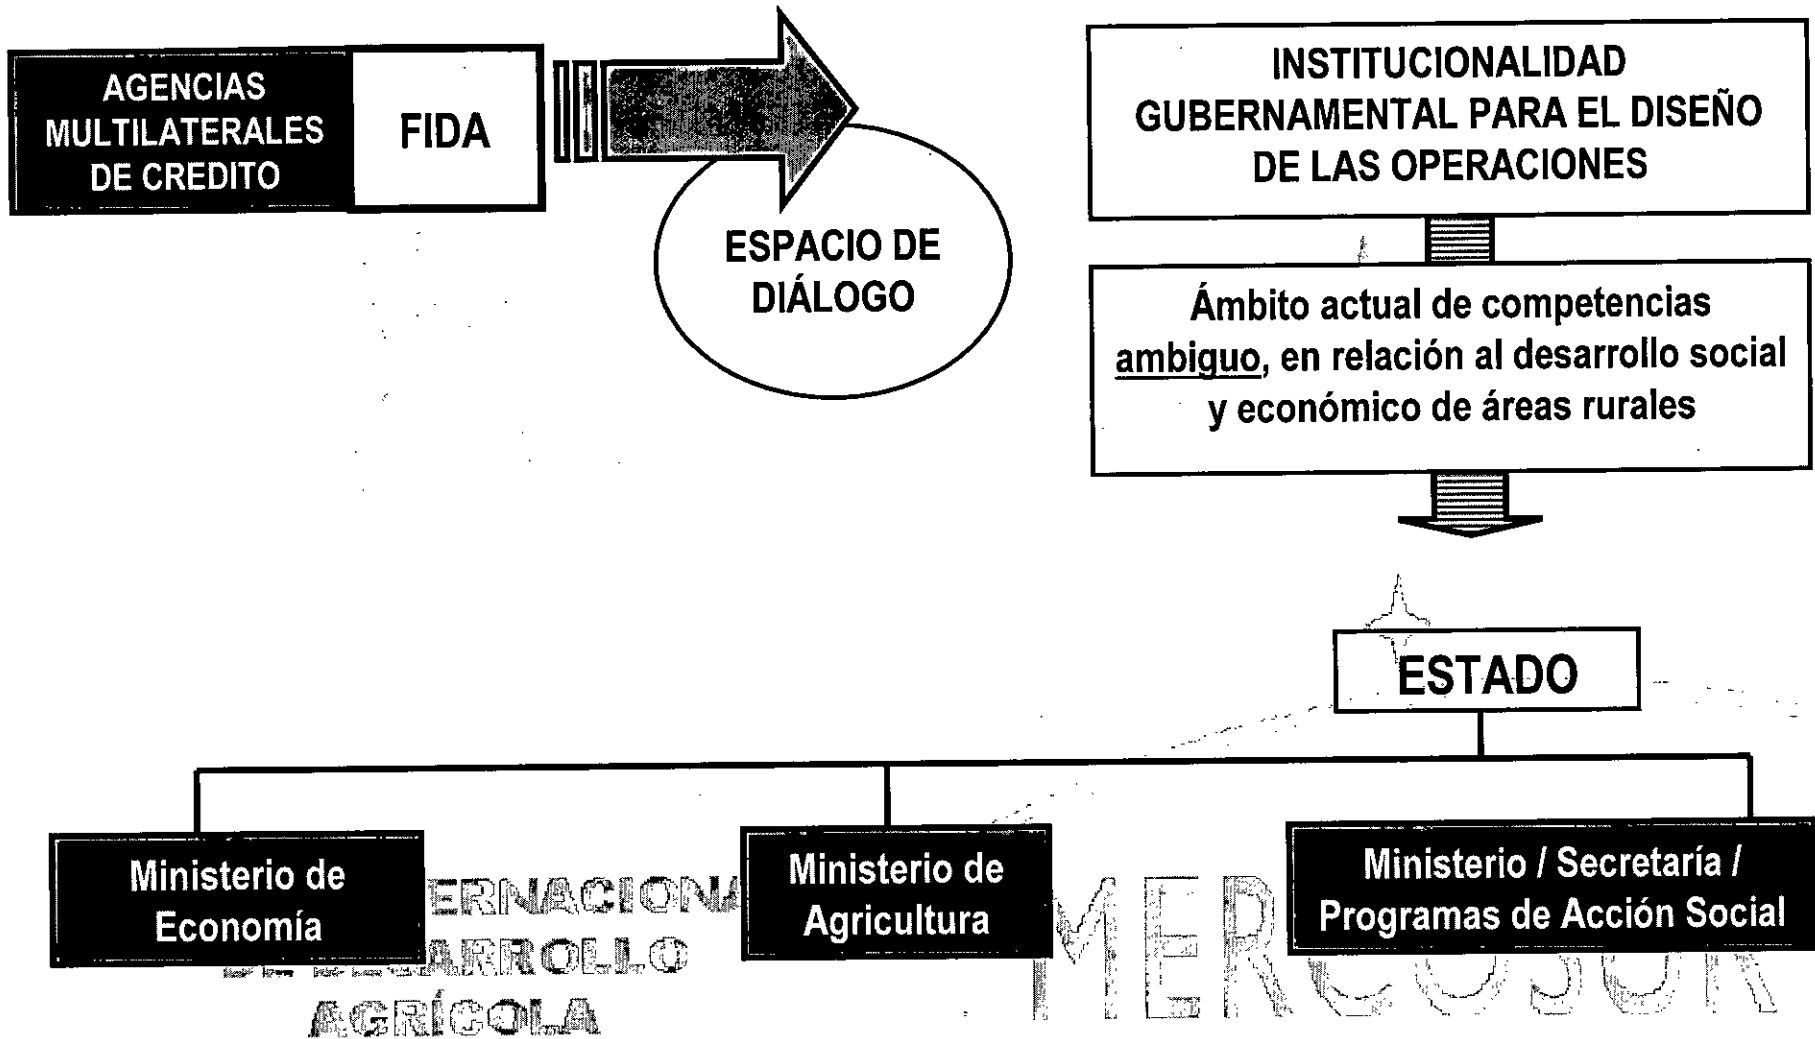 AGENCIAS
MULTILATERALES
DE CREDITO
FIDA
ESPACIO DE
DIÁLOGO
INSTITUCIONALIDAD
GUBERNAMENTAL PARA EL DISEÑO
DE LAS OPERACIONES
Ámbito actual de competencias
ambiguo, en relación al desarrollo social
y económico de áreas rurales
ESTADO
Ministerio de
Economía
Ministerio de
Agricultura
Ministerio / Secretaría /
Programas de Acción Social
AGRÍCOLA
MERCOSUR